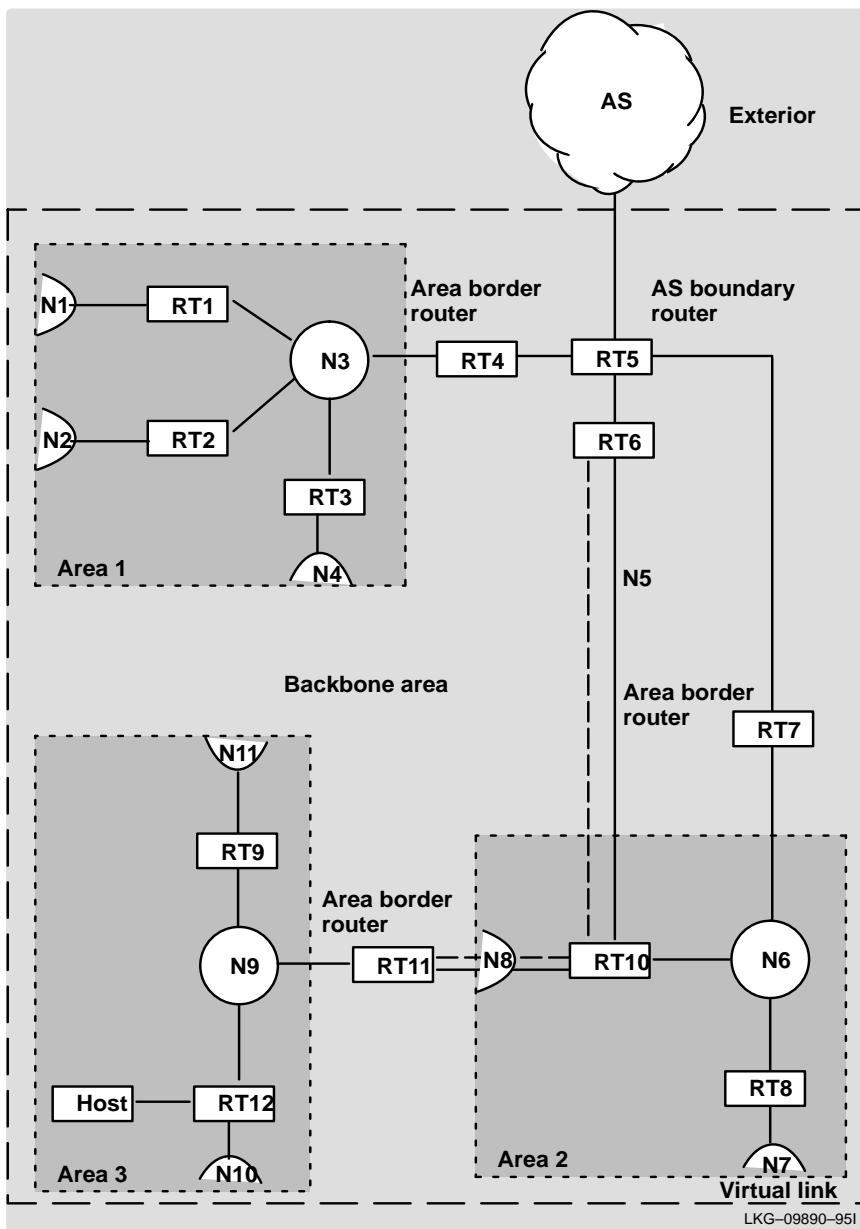 AS
Exterior
Area border
router
AS boundary
router
N1
RT1
N3
RT4
RT5
N2
RT2
RT6
RT3
Area 1
N4
N5
Backbone area
Area border
router
RT7
N11
RT9
Area border
router
N9
RT11
N8
RT10
N6
Host
RT12
RT8
Area 3
N10
Area 2
N7
Virtual link
LKG–09890–95I